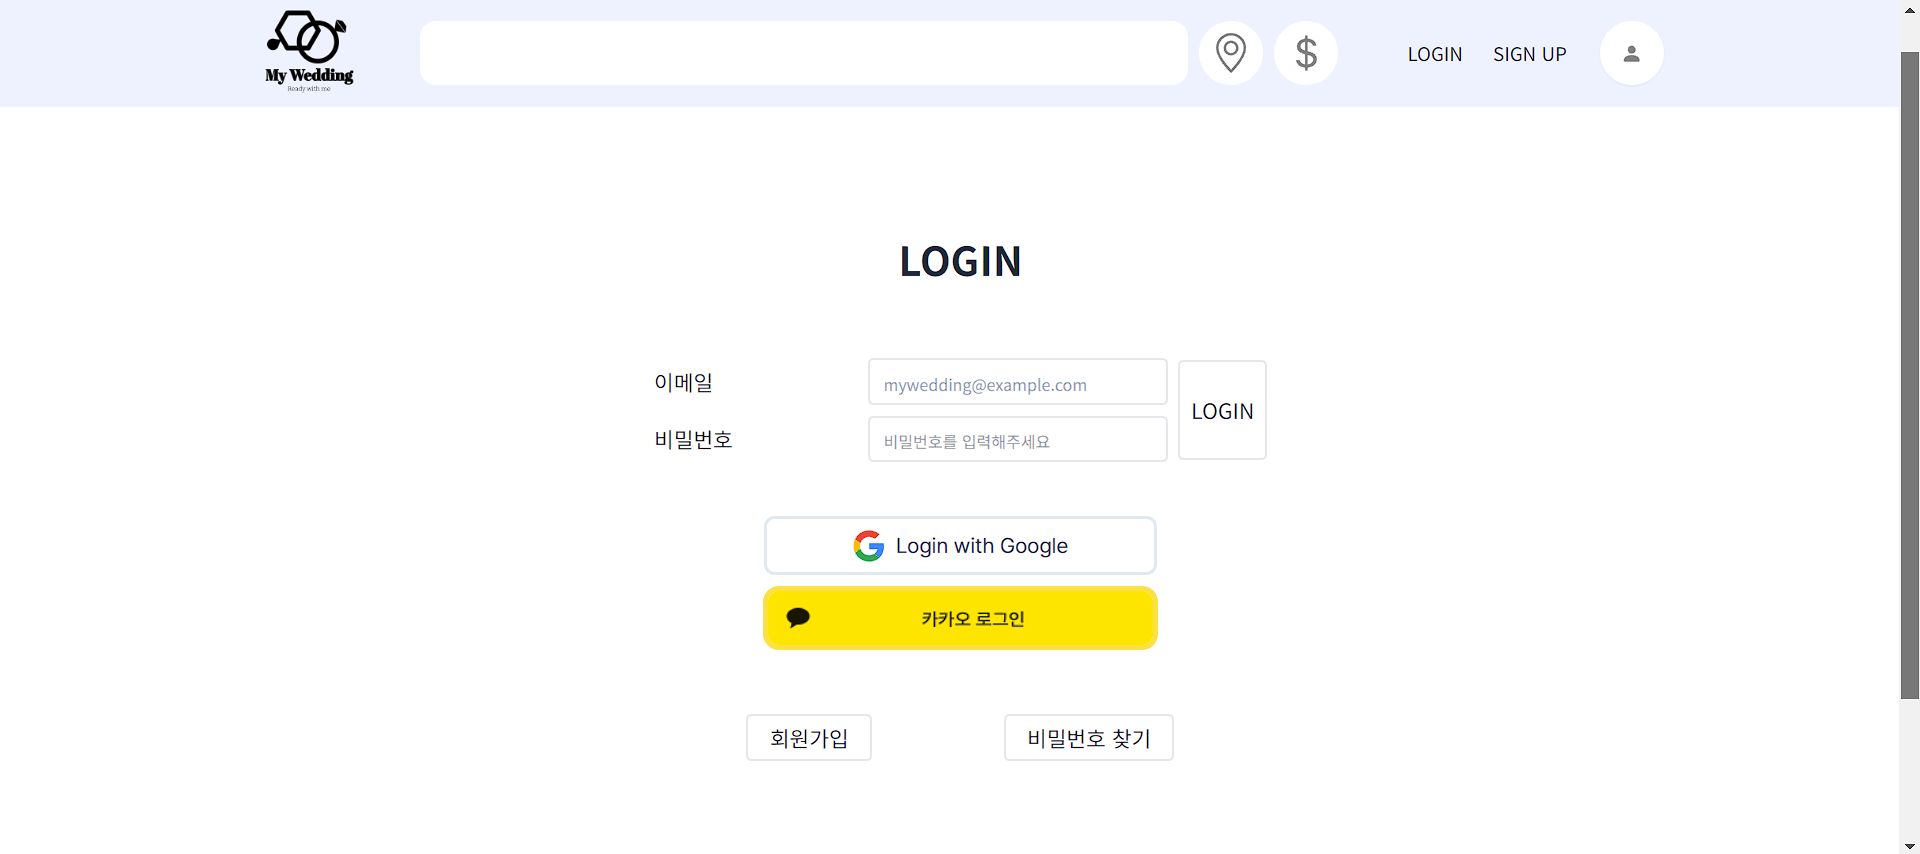 My Wedding
Ready with me
$
LOGIN
SIGN UP
LOGIN
이메일
mywedding@example.com
비밀번호
비밀번호를 입력해주세요
LOGIN
Login with Google
카카오 로그인
회원가입
비밀번호 찾기